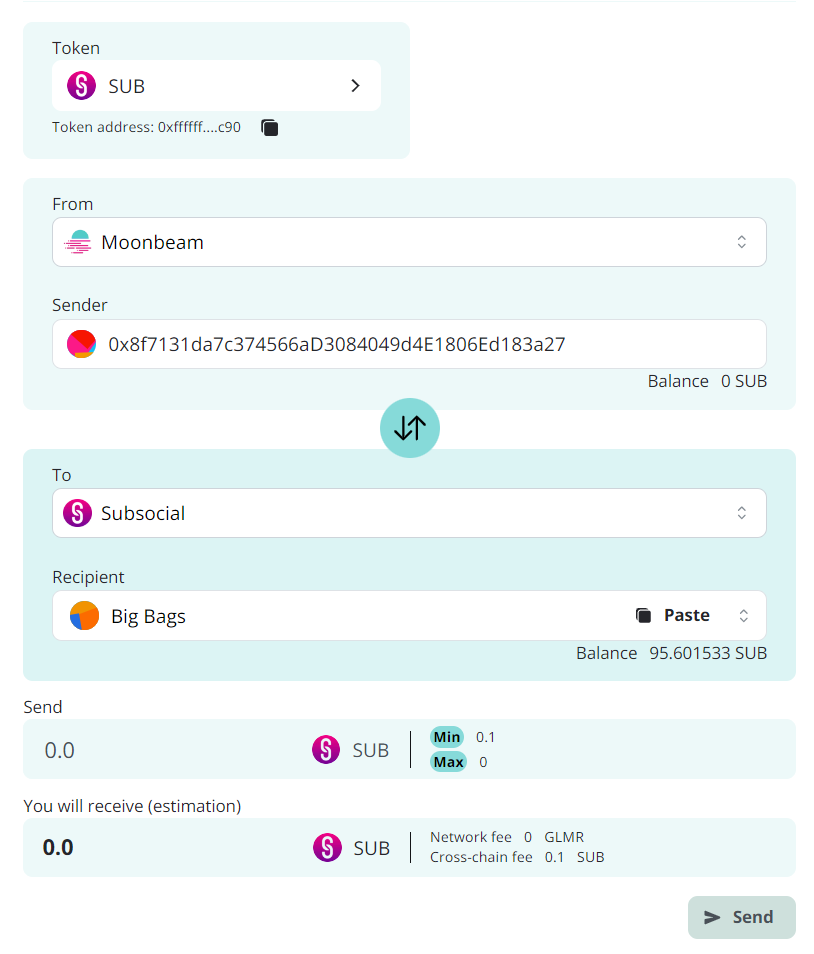 Token
SUB
Token address: 0xffffff....c90
From
Moonbeam
Sender
0x8f7131da7c374566aD3084049d4E1806Ed183a27
Balance 0 SUB
To
Subsocial
Recipient
Big Bags Paste
Balance 95.601533 SUB
Send
0.0 SUB Min 0.1
Max 0
You will receive (estimation)
0.0 SUB Network fee 0 GLMR
Cross-chain fee 0.1 SUB
Send